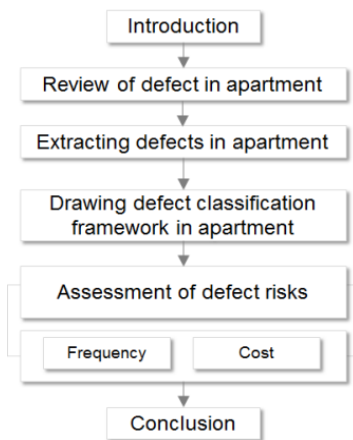 Introduction
Review of defect in apartment
Extracting defects in apartment
Drawing defect classification
framework in apartment
Assessment of defect risks
Frequency
Cost
Conclusion